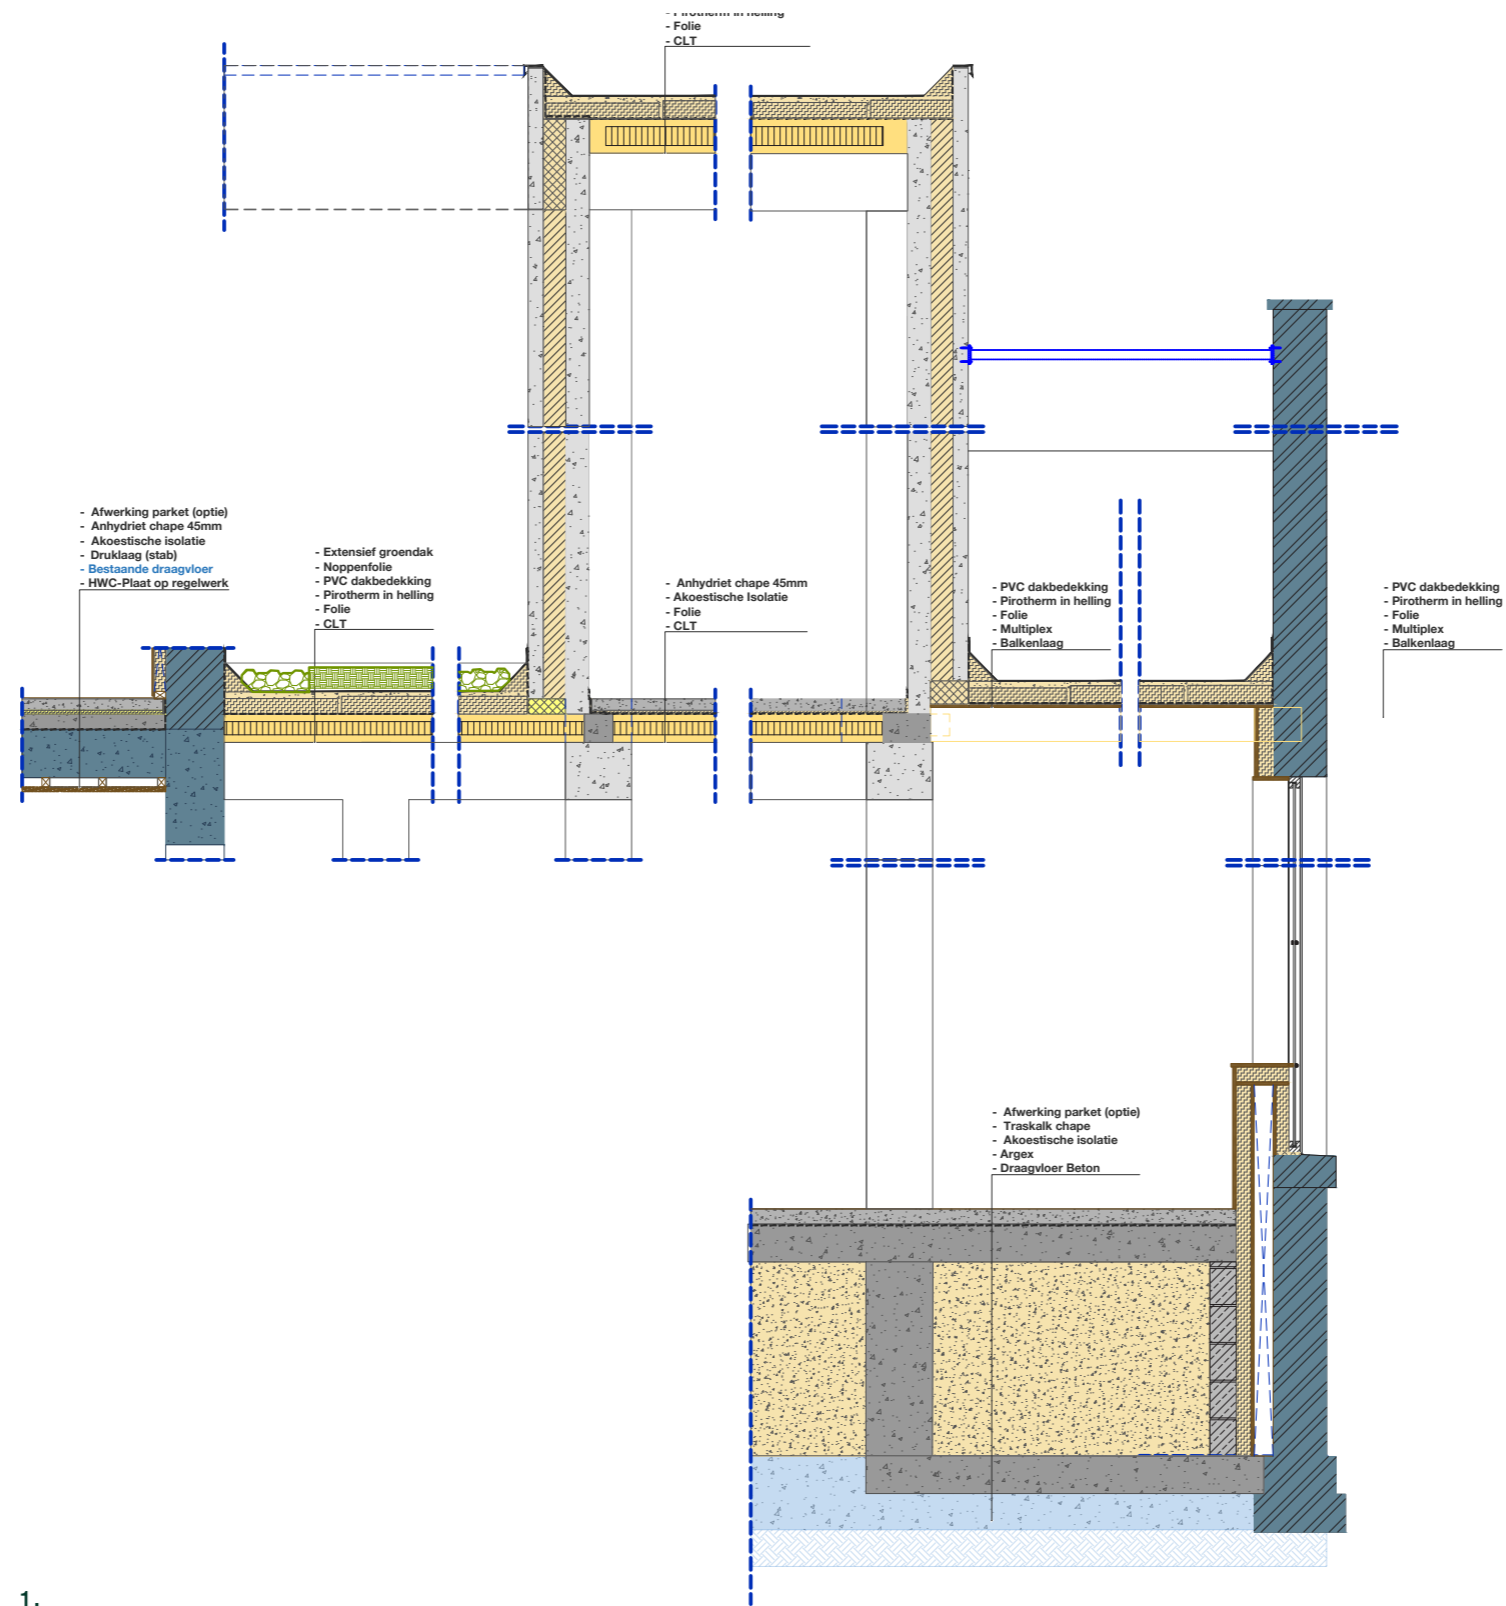 - Pirotherm in helling
- Folie
- CLT
- Afwerking parket (optie)
- Anhydriet chape 45mm
- Akoestische isolatie
- Druklaag (stab)
- Bestaande draagvloer
- HWC-Plaat op regelwerk
- Extensief groendak
- Noppenfolie
- PVC dakbedekking
- Pirotherm in helling
- Folie
- CLT
- Anhydriet chape 45mm
- Akoestische Isolatie
- Folie
- CLT
- PVC dakbedekking
- Pirotherm in helling
- Folie
- Multiplex
- Balkenlaag
- PVC dakbedekking
- Pirotherm in helling
- Folie
- Multiplex
- Balkenlaag
- Afwerking parket (optie)
- Traskalk chape
- Akoestische isolatie
- Argex
- Draagvloer Beton
1.